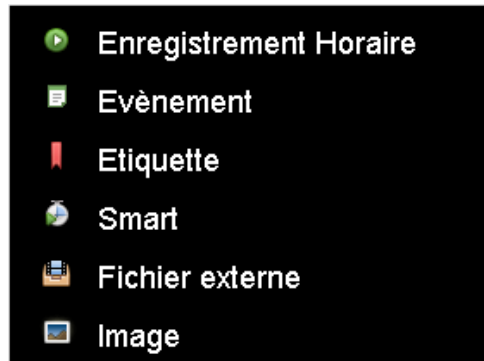 Enregistrement Horaire
Evènement
Etiquette
Smart
Fichier externe
Image